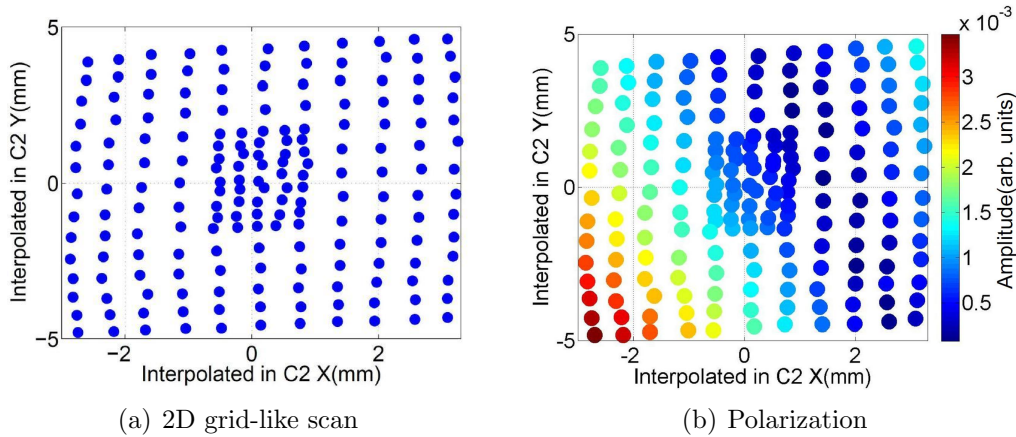 5
0
−5
−2
0
2
Interpolated in C2 Y(mm)
Interpolated in C2 X(mm)
(a) 2D grid-like scan
5
0
-5
-2
0
2
Interpolated in C2 Y(mm)
Interpolated in C2 X(mm)
x 10⁻³
3
2.5
2
1.5
1
0.5
Amplitude(arb. units)
(b) Polarization